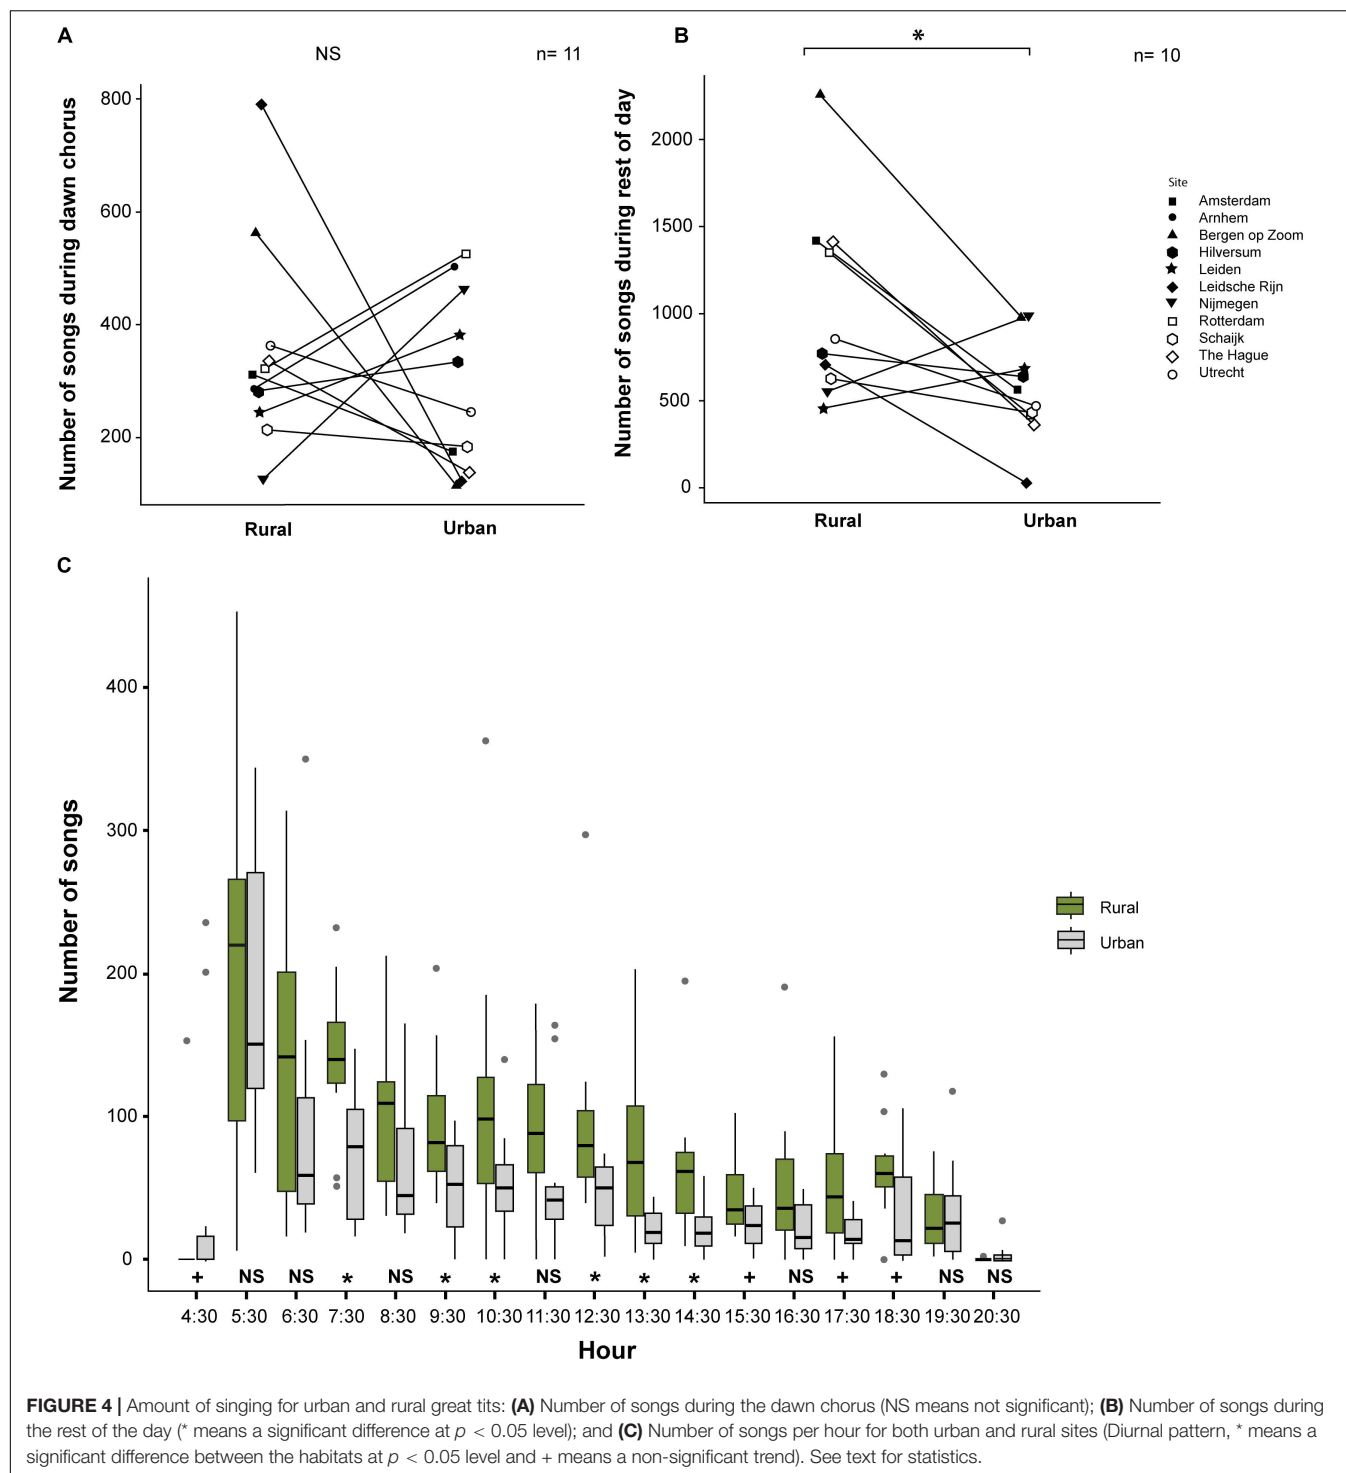 A
NS
n= 11
Number of songs during dawn chorus
800
600
400
200
Rural
Urban
B
*
n= 10
Number of songs during rest of day
2000
1500
1000
500
0
Rural
Urban
Site
Amsterdam
Arnhem
Bergen op Zoom
Hilversum
Leiden
Leidsche Rijn
Nijmegen
Rotterdam
Schaijk
The Hague
Utrecht
C
Number of songs
400
300
200
100
0
Rural
Urban
+ NS NS * NS * * NS * * * + NS + + NS NS
4:30 5:30 6:30 7:30 8:30 9:30 10:30 11:30 12:30 13:30 14:30 15:30 16:30 17:30 18:30 19:30 20:30
Hour
FIGURE 4 | Amount of singing for urban and rural great tits: (A) Number of songs during the dawn chorus (NS means not significant); (B) Number of songs during
the rest of the day (* means a significant difference at p < 0.05 level); and (C) Number of songs per hour for both urban and rural sites (Diurnal pattern, * means a
significant difference between the habitats at p < 0.05 level and + means a non-significant trend). See text for statistics.